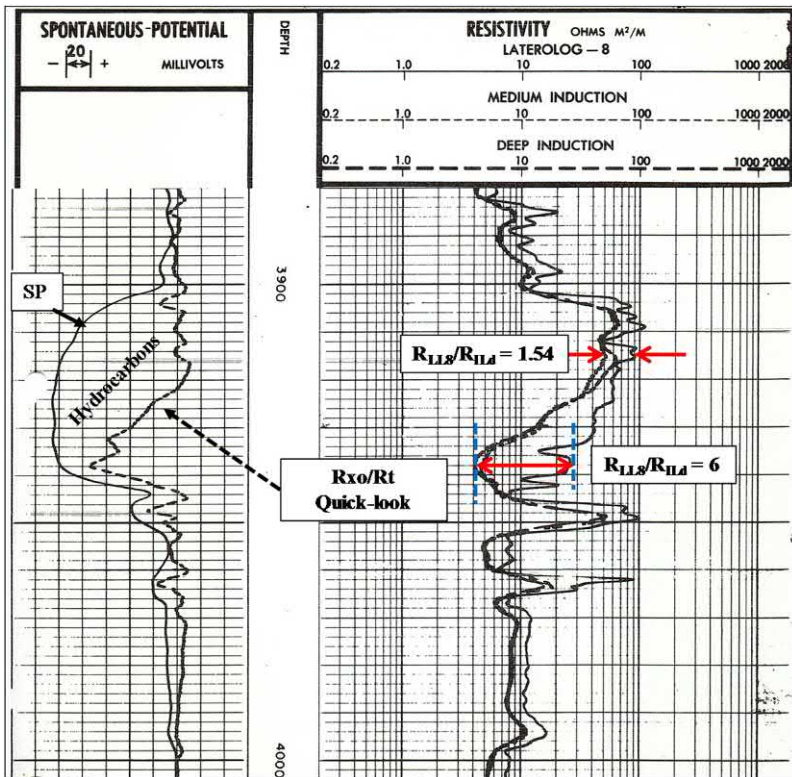 SPONTANEOUS-POTENTIAL
20
- +
MILLIVOLTS
DEPTH
RESISTIVITY OHMS M²/M
LATEROLOG – 8
0.2 1.0 10 100 1000 2000
MEDIUM INDUCTION
0.2 1.0 10 100 1000 2000
DEEP INDUCTION
0.2 1.0 10 100 1000 2000
3900
SP
Hydrocarbons
R_LL8/R_ILd = 1.54
Rxo/Rt
Quick-look
R_LL8/R_ILd = 6
4000